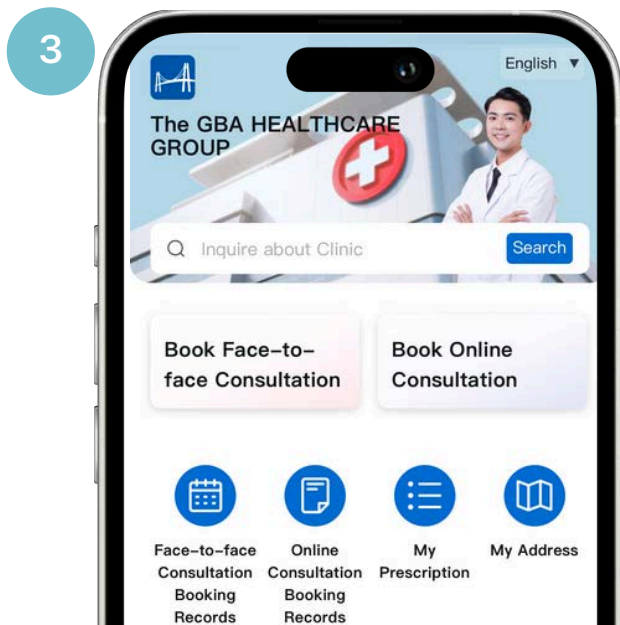 3
English ▼
The GBA HEALTHCARE
GROUP
Inquire about Clinic
Search
Book Face-to-
face Consultation
Book Online
Consultation
Face-to-face
Consultation
Booking
Records
Online
Consultation
Booking
Records
My
Prescription
My Address